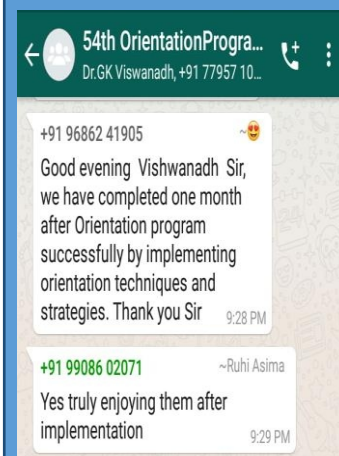 54th OrientationProgra...
Dr.GK Viswanadh, +91 77957 10...
+91 96862 41905 ~😍
Good evening Vishwanadh Sir,
we have completed one month
after Orientation program
successfully by implementing
orientation techniques and
strategies. Thank you Sir 9:28 PM
+91 99086 02071 ~Ruhi Asima
Yes truly enjoying them after
implementation 9:29 PM